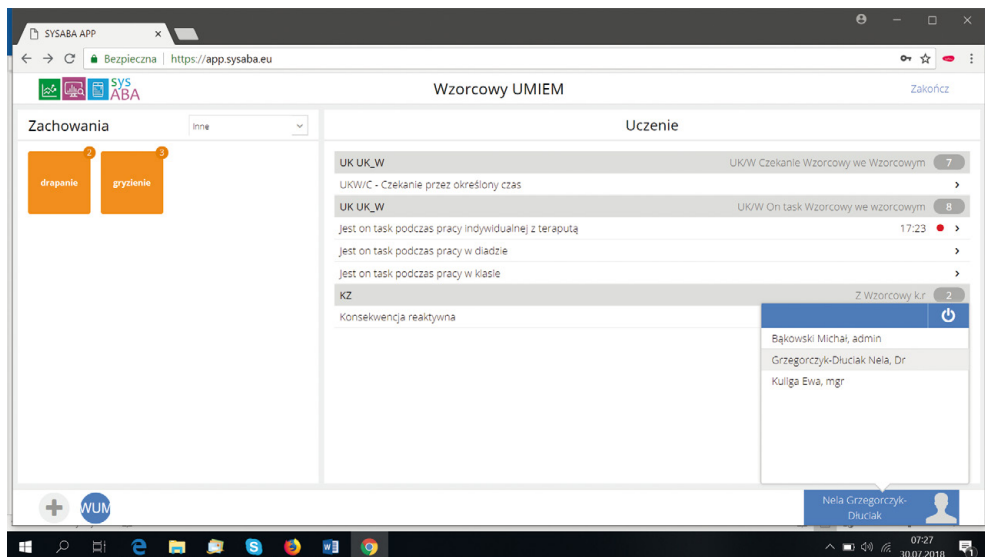 SYSABA APP
Bezpieczna | https://app.sysaba.eu
sys
ABA
Wzorcowy UMIEM
Zakończ
Zachowania
Inne
Uczenie
2
3
drapanie
gryzienie
UK UK_W
UK/W Czekanie Wzorcowy we Wzorcowym 7
UKW/C - Czekanie przez określony czas
UK UK_W
UK/W On task Wzorcowy we wzorcowym 8
Jest on task podczas pracy indywidualnej z teraputą 17:23
Jest on task podczas pracy w diadzie
Jest on task podczas pracy w klasie
KZ
Z Wzorcowy k.r 2
Konsekwencja reaktywna
Bąkowski Michał, admin
Grzegorczyk-Dłuciak Nela, Dr
Kuliga Ewa, mgr
WUM
Nela Grzegorczyk-
Dłuciak
07:27
30.07.2018